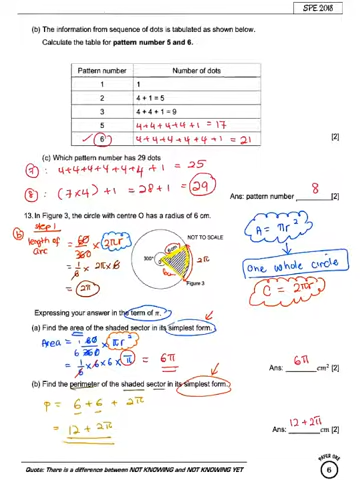 SPE 2018
(b) The information from sequence of dots is tabulated as shown below.
Calculate the table for pattern number 5 and 6.
Pattern number Number of dots
1 1
2 4 + 1 = 5
3 4 + 4 + 1 = 9
5 4+4+4+4+1 = 17
6 4+4+4+4+4+1 = 21
[2]
(c) Which pattern number has 29 dots
7: 4+4+4+4+4+4+1 = 25
8: (7×4)+1 = 28+1 = 29
Ans: pattern number 8 [2]
13. In Figure 3, the circle with centre O has a radius of 6 cm.
b step 1
length of arc = 60/360 × 2πr
= 1/6 × 2π×6
= 2π
NOT TO SCALE
300°
6cm
6cm
2π
Figure 3
A = πr²
one whole circle
C = 2πr
Expressing your answer in the term of π.
(a) Find the area of the shaded sector in its simplest form.
Area = 60/360 × πr²
6
= 1/6 × 6 × 6 × π = 6π
Ans: 6π cm² [2]
(b) Find the perimeter of the shaded sector in its simplest form.
P = 6 + 6 + 2π
= 12 + 2π
Ans: 12 + 2π cm [2]
PAPER ONE
Quote: There is a difference between NOT KNOWING and NOT KNOWING YET
6